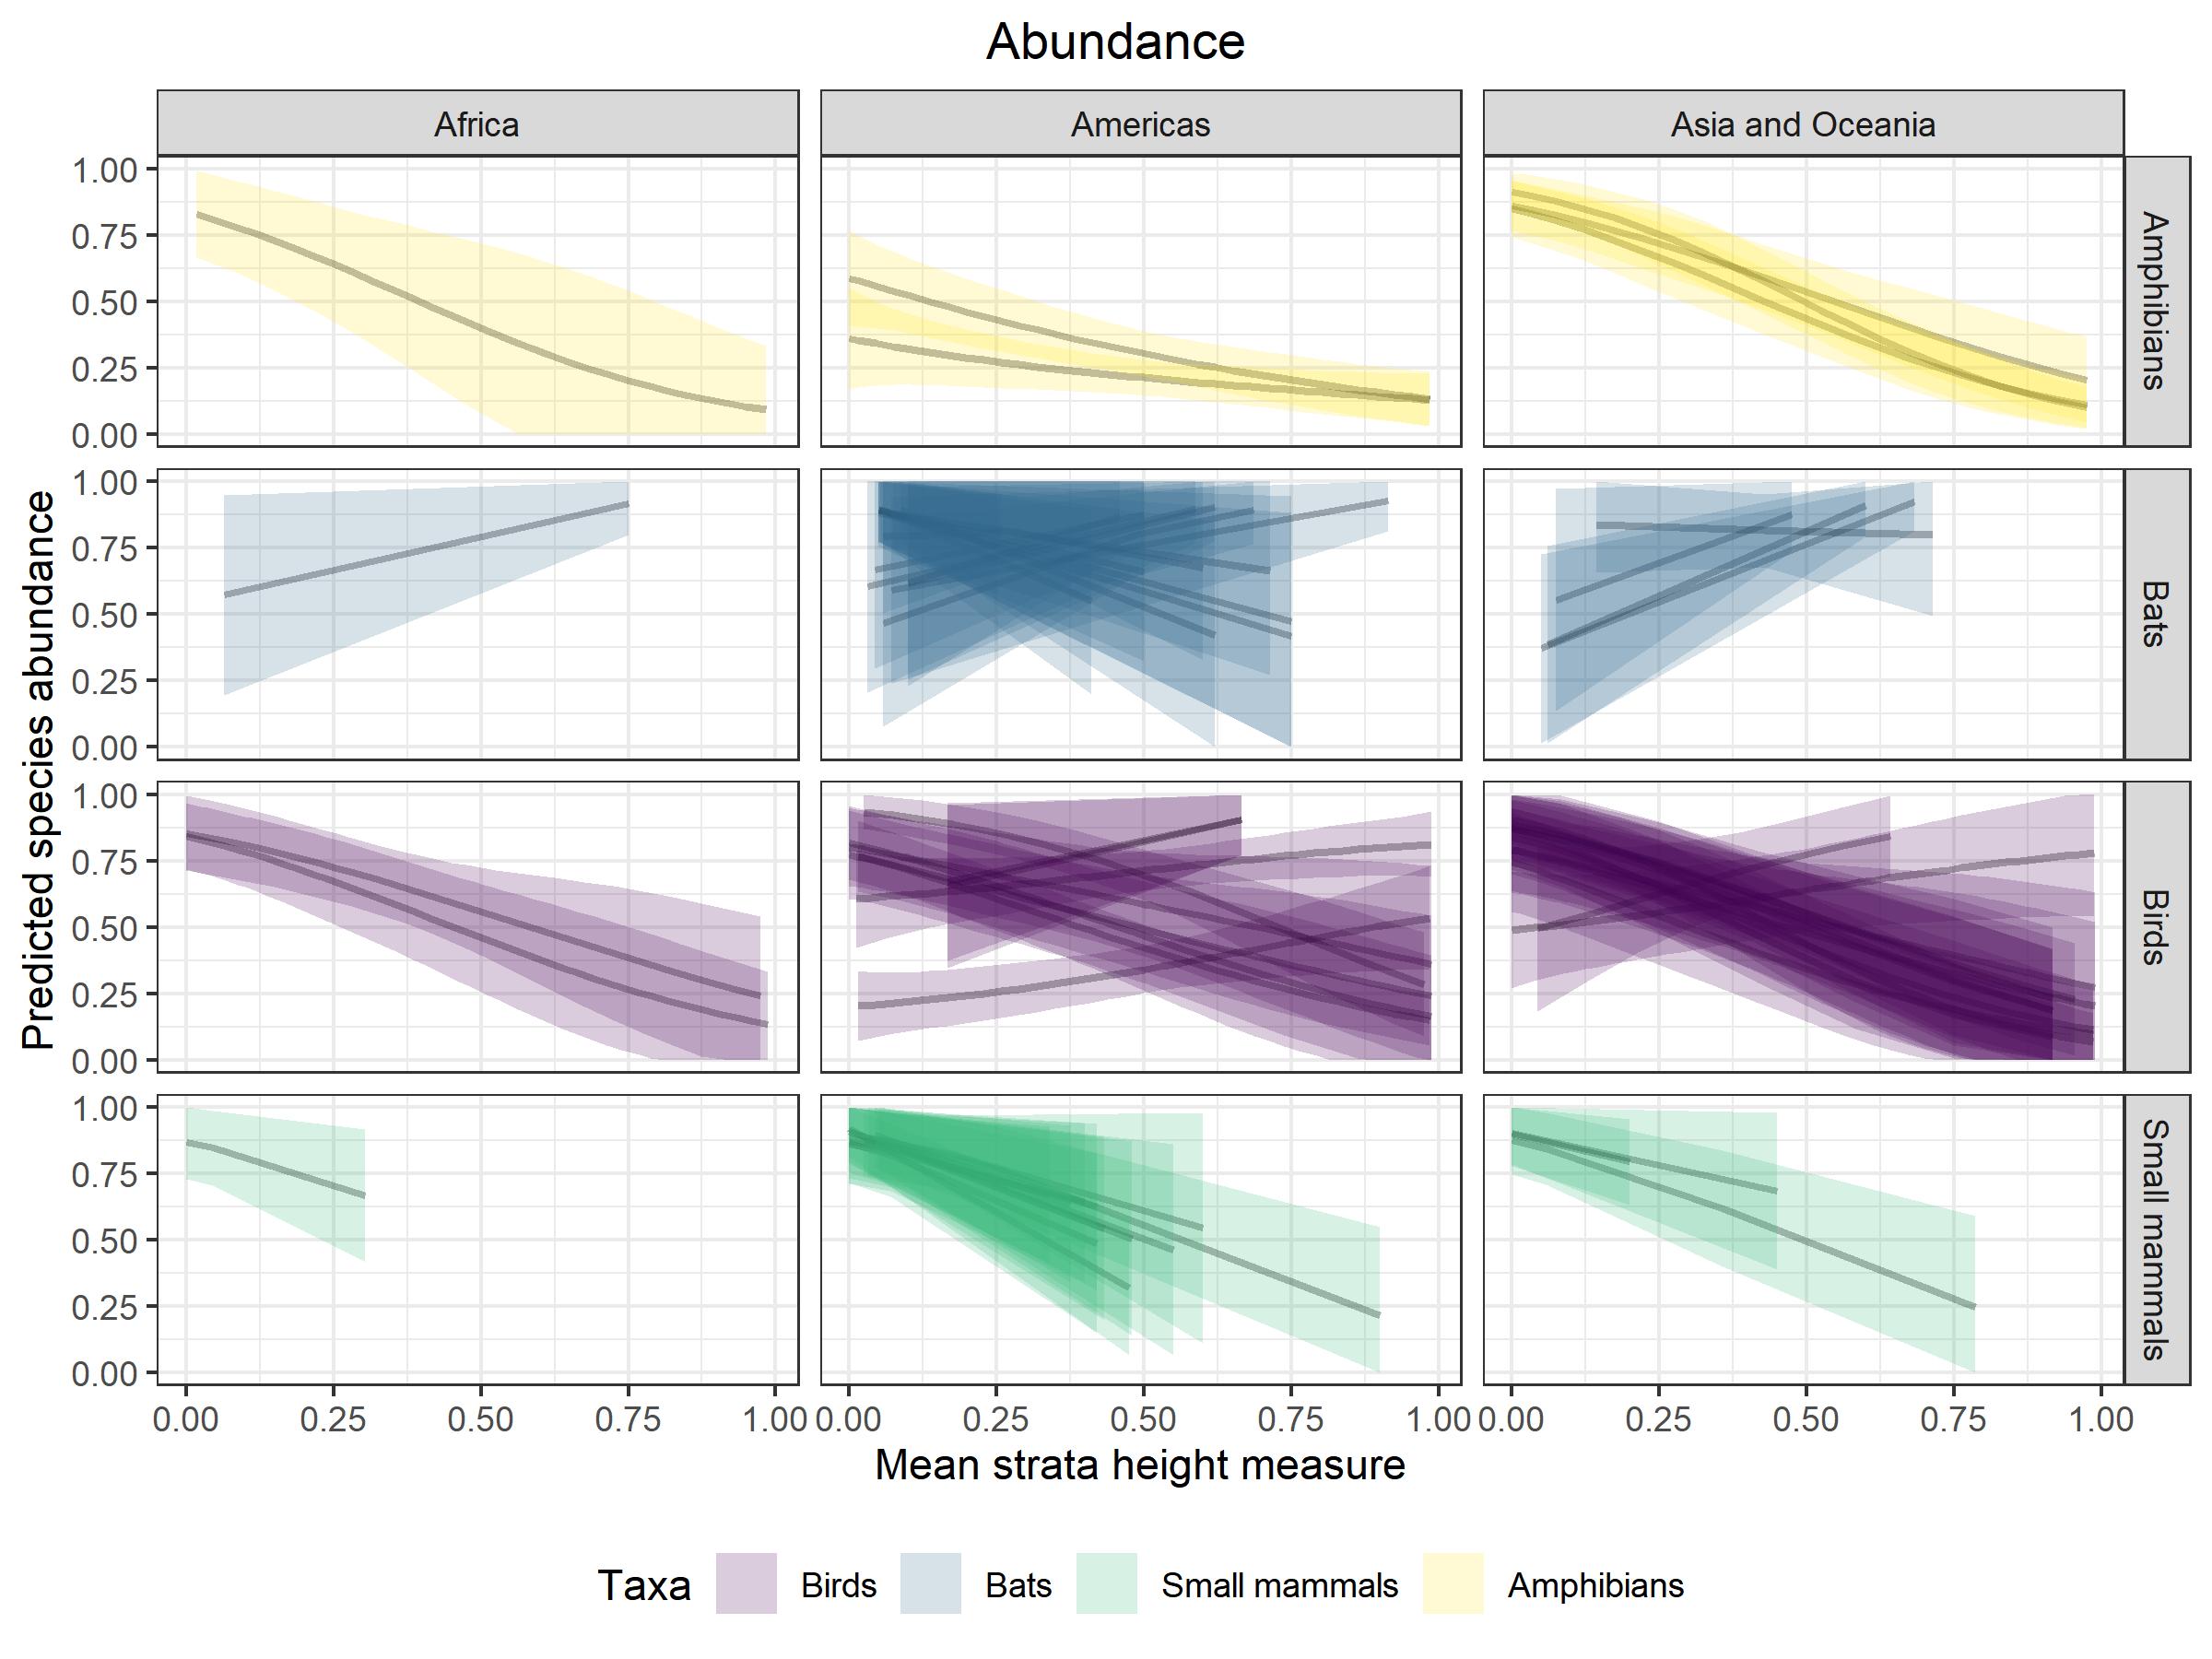 Abundance
Africa
Americas
Asia and Oceania
1.00
0.75
0.50
0.25
0.00
Amphibians
1.00
0.75
0.50
0.25
0.00
Bats
Predicted species abundance
1.00
0.75
0.50
0.25
0.00
Birds
1.00
0.75
0.50
0.25
0.00
Small mammals
0.00 0.25 0.50 0.75 1.00 0.00 0.25 0.50 0.75 1.00 0.00 0.25 0.50 0.75 1.00
Mean strata height measure
Taxa Birds Bats Small mammals Amphibians